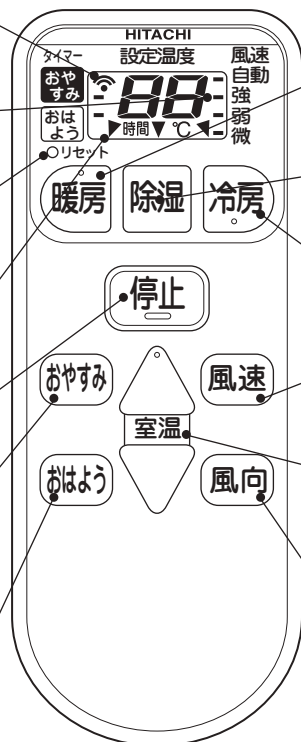 HITACHI
タイマー 設定温度 風速
おやすみ 88 自動
強
おはよう 弱
時間 ℃ 微
リセット
暖房 除湿 冷房
停止
おやすみ 風速
室温
おはよう 風向